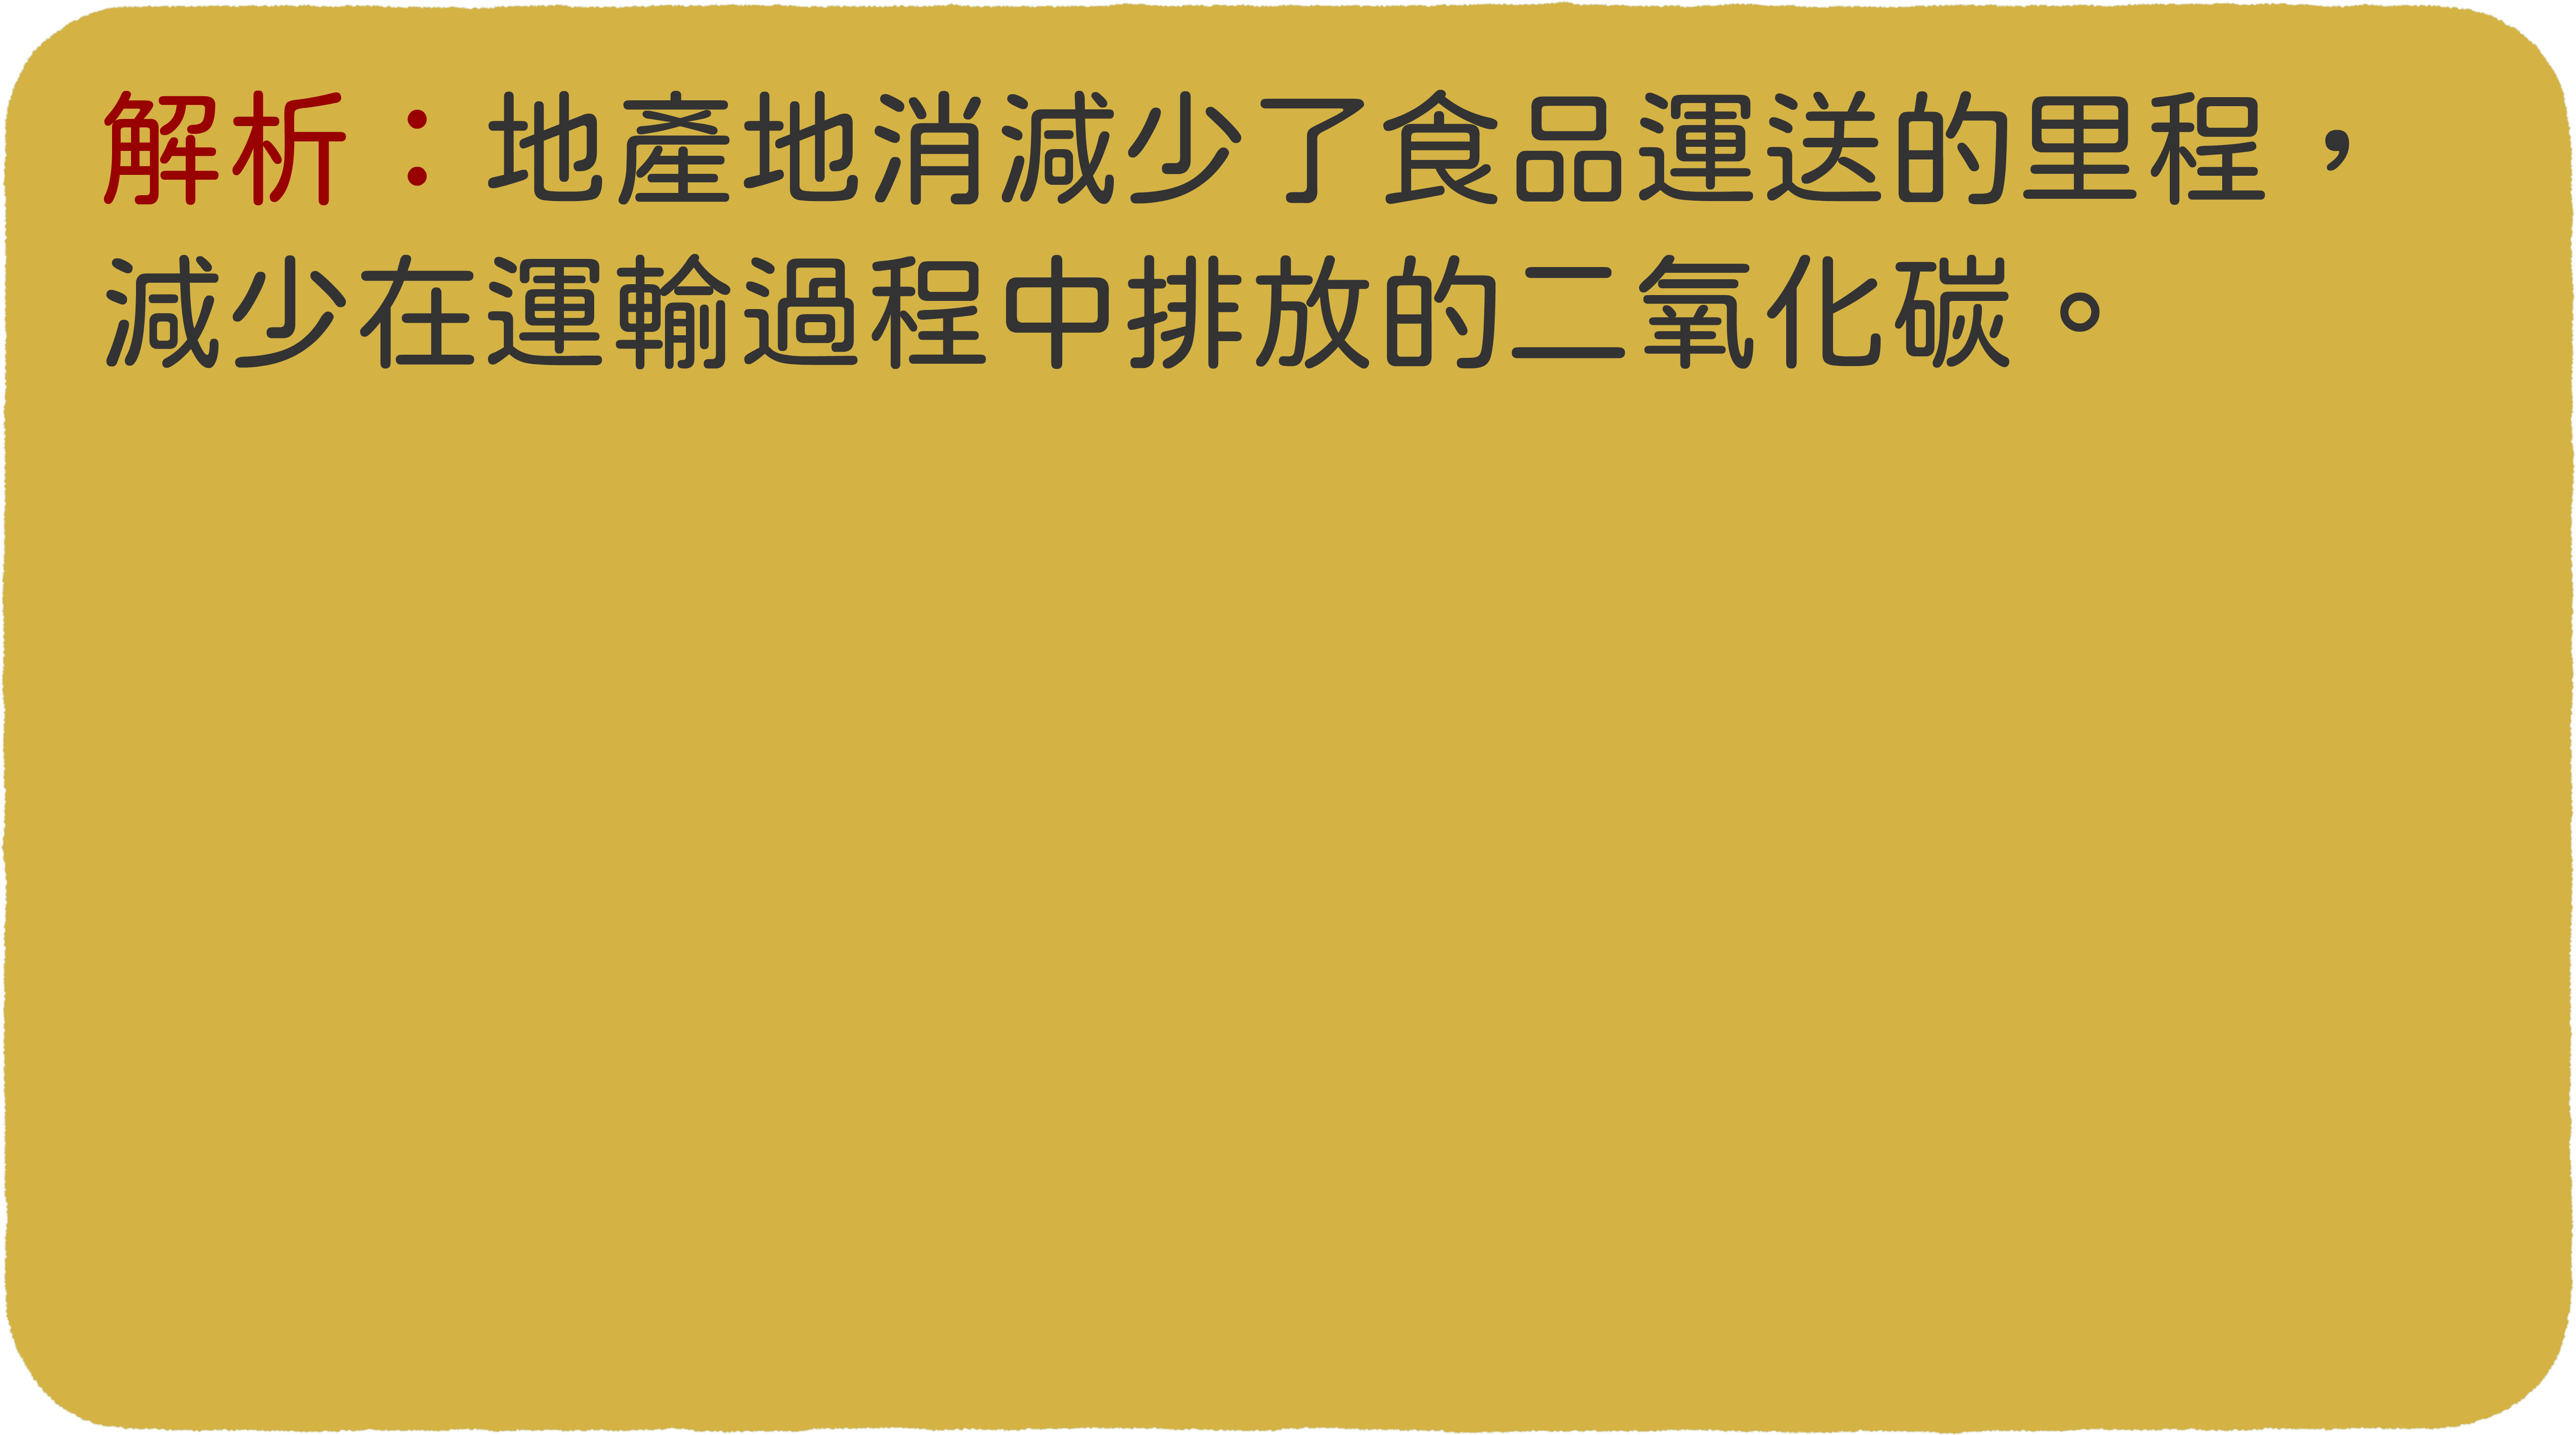 解析：地產地消減少了食品運送的里程，
減少在運輸過程中排放的二氧化碳。